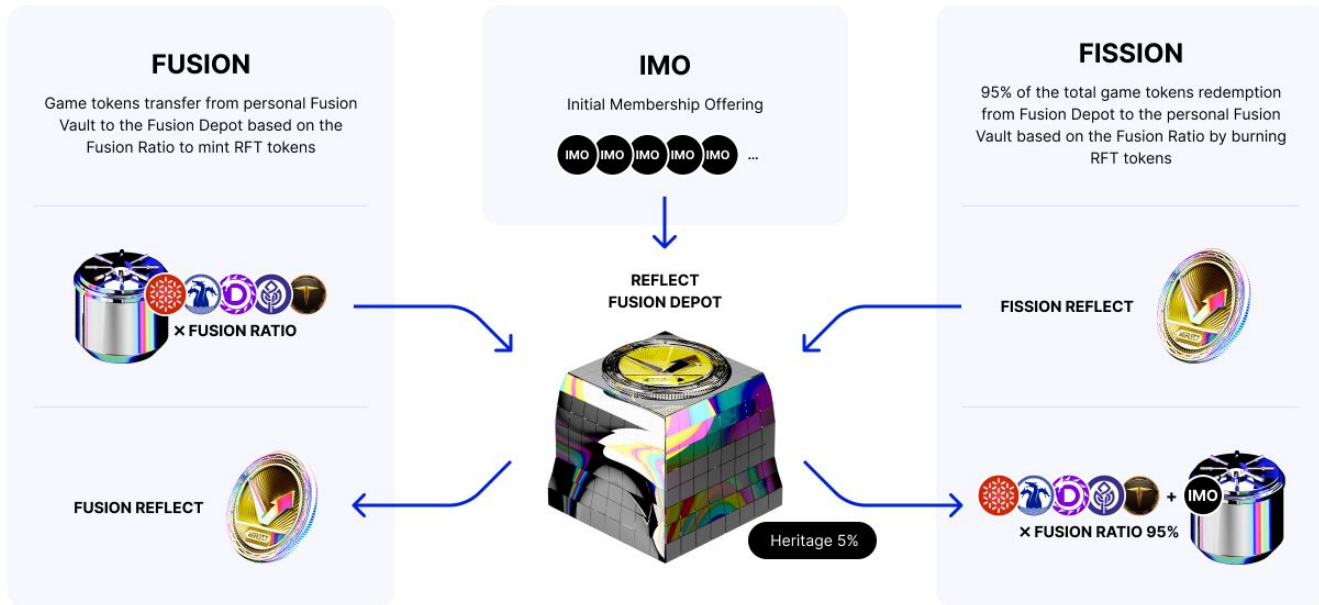 FUSION
Game tokens transfer from personal Fusion
Vault to the Fusion Depot based on the
Fusion Ratio to mint RFT tokens
× FUSION RATIO
FUSION REFLECT
REFLECT
IMO
Initial Membership Offering
IMO IMO IMO IMO IMO ...
REFLECT
FUSION DEPOT
Heritage 5%
FISSION
95% of the total game tokens redemption
from Fusion Depot to the personal Fusion
Vault based on the Fusion Ratio by burning
RFT tokens
FISSION REFLECT
REFLECT
+ IMO
× FUSION RATIO 95%